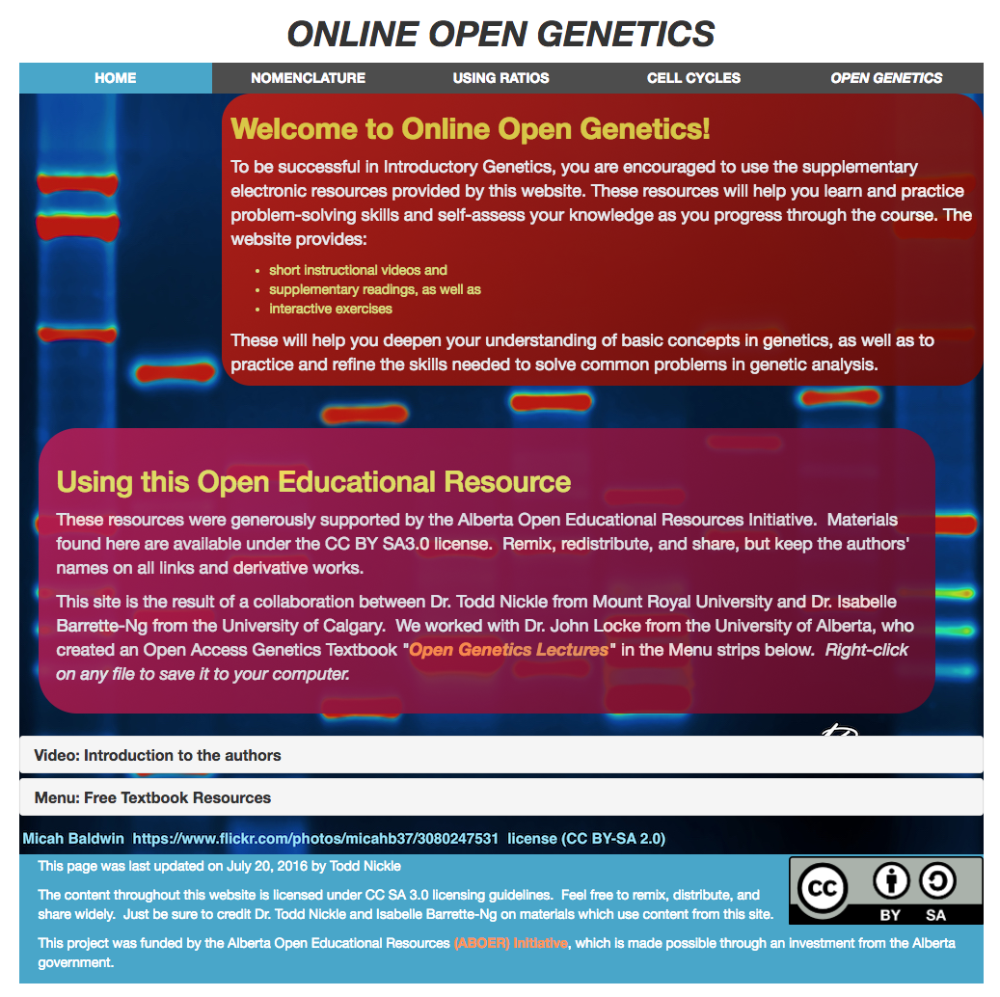 ONLINE OPEN GENETICS
HOME NOMENCLATURE USING RATIOS CELL CYCLES OPEN GENETICS
Welcome to Online Open Genetics!
To be successful in Introductory Genetics, you are encouraged to use the supplementary
electronic resources provided by this website. These resources will help you learn and practice
problem-solving skills and self-assess your knowledge as you progress through the course. The
website provides:
• short instructional videos and
• supplementary readings, as well as
• interactive exercises
These will help you deepen your understanding of basic concepts in genetics, as well as to
practice and refine the skills needed to solve common problems in genetic analysis.
Using this Open Educational Resource
These resources were generously supported by the Alberta Open Educational Resources Initiative.  Materials
found here are available under the CC BY SA3.0 license.  Remix, redistribute, and share, but keep the authors'
names on all links and derivative works.
This site is the result of a collaboration between Dr. Todd Nickle from Mount Royal University and Dr. Isabelle
Barrette-Ng from the University of Calgary.  We worked with Dr. John Locke from the University of Alberta, who
created an Open Access Genetics Textbook "Open Genetics Lectures" in the Menu strips below.  Right-click
on any file to save it to your computer.
Video: Introduction to the authors
Menu: Free Textbook Resources
Micah Baldwin  https://www.flickr.com/photos/micahb37/3080247531  license (CC BY-SA 2.0)
This page was last updated on July 20, 2016 by Todd Nickle
The content throughout this website is licensed under CC SA 3.0 licensing guidelines.  Feel free to remix, distribute, and
share widely.  Just be sure to credit Dr. Todd Nickle and Isabelle Barrette-Ng on materials which use content from this site.
cc
BY SA
This project was funded by the Alberta Open Educational Resources (ABOER) Initiative, which is made possible through an investment from the Alberta
government.